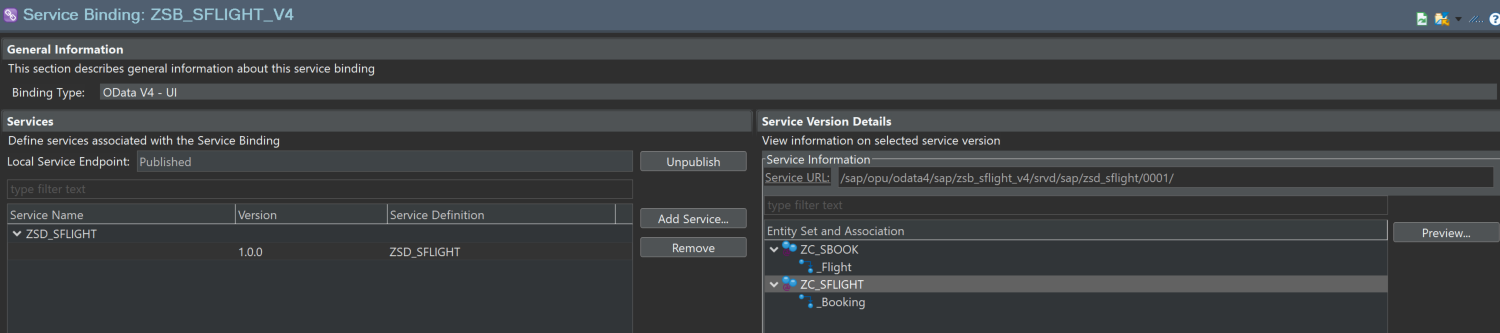 Service Binding: ZSB_SFLIGHT_V4
General Information
This section describes general information about this service binding
Binding Type: OData V4 - UI
Services
Define services associated with the Service Binding
Local Service Endpoint: Published Unpublish
type filter text
Service Name Version Service Definition
ZSD_SFLIGHT
1.0.0 ZSD_SFLIGHT
Add Service...
Remove
Service Version Details
View information on selected service version
Service Information
Service URL: /sap/opu/odata4/sap/zsb_sflight_v4/srvd/sap/zsd_sflight/0001/
type filter text
Entity Set and Association
Preview...
ZC_SBOOK
_Flight
ZC_SFLIGHT
_Booking